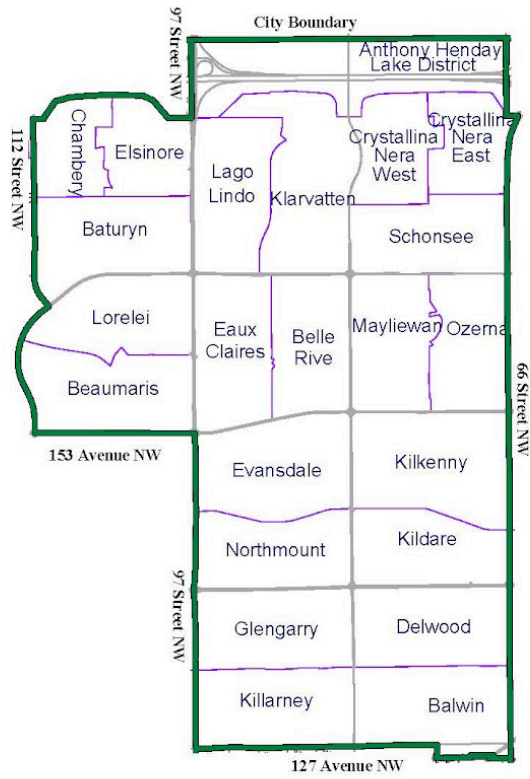 City Boundary
97 Street NW
Anthony Henday
Lake District
112 Street NW
Chambery
Elsinore
Lago
Lindo
Klarvatten
Crystallina
Nera
West
Crystallina
Nera
East
Baturyn
Schonsee
Lorelei
Eaux
Claires
Belle
Rive
Mayliewan
Ozerna
Beaumaris
66 Street NW
153 Avenue NW
Evansdale
Kilkenny
Northmount
Kildare
97 Street NW
Glengarry
Delwood
Killarney
Balwin
127 Avenue NW